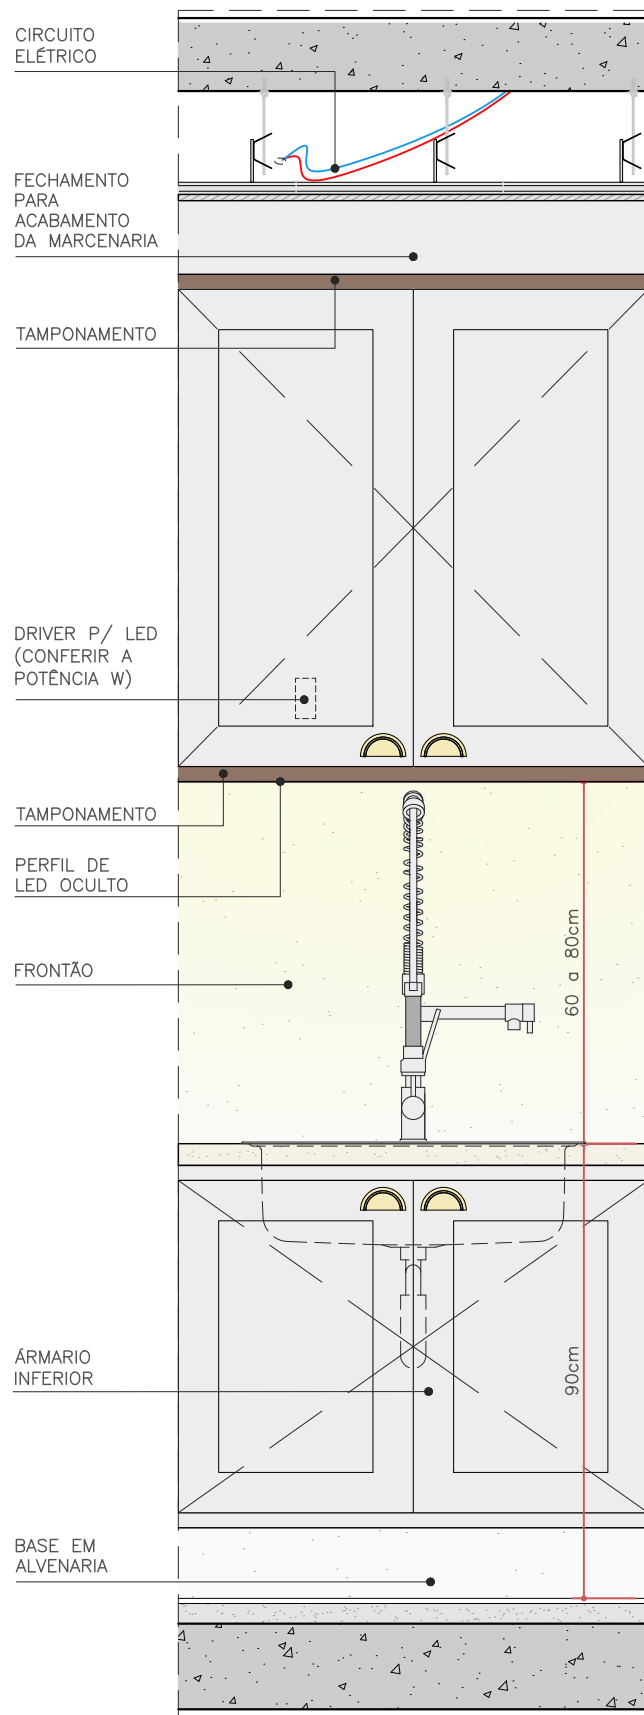 CIRCUITO
ELÉTRICO
FECHAMENTO
PARA
ACABAMENTO
DA MARCENARIA
TAMPONAMENTO
DRIVER P/ LED
(CONFERIR A
POTÊNCIA W)
TAMPONAMENTO
PERFIL DE
LED OCULTO
FRONTÃO
60 a 80cm
ÁRMARIO
INFERIOR
90cm
BASE EM
ALVENARIA